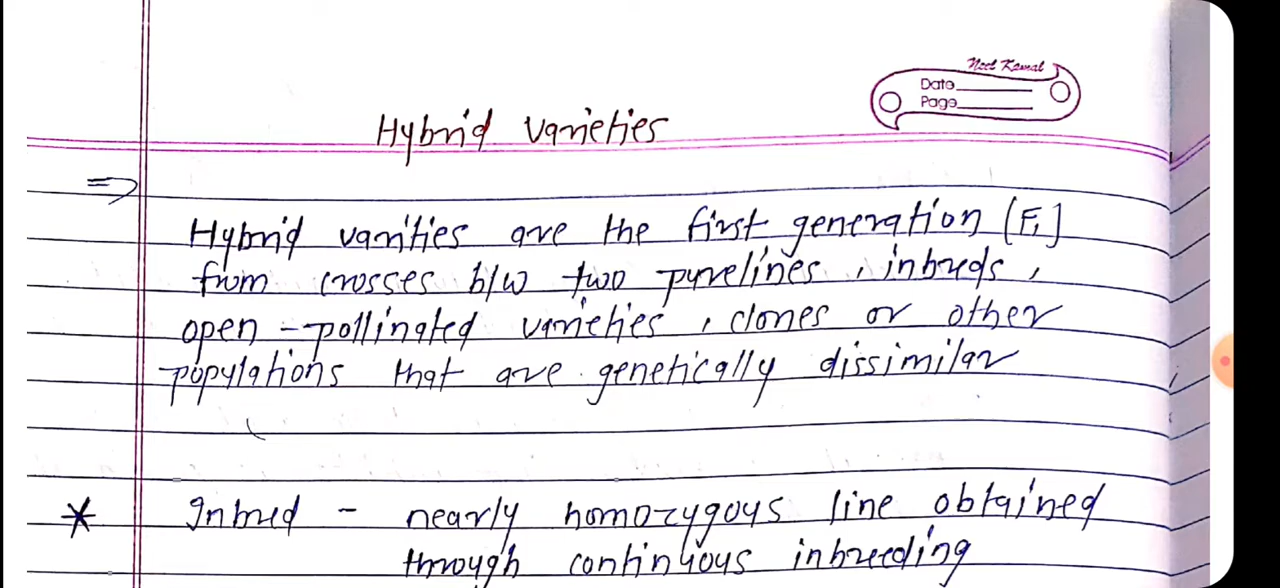 Neel Kamal
Date
Page
Hybrid varieties
⇒
Hybrid varities are the first generation (F1)
from crosses b/w two purelines, inbreds,
open-pollinated varieties, clones or other
populations that are genetically dissimilar
* Inbred - nearly homozygous line obtained
through continuous inbreeding